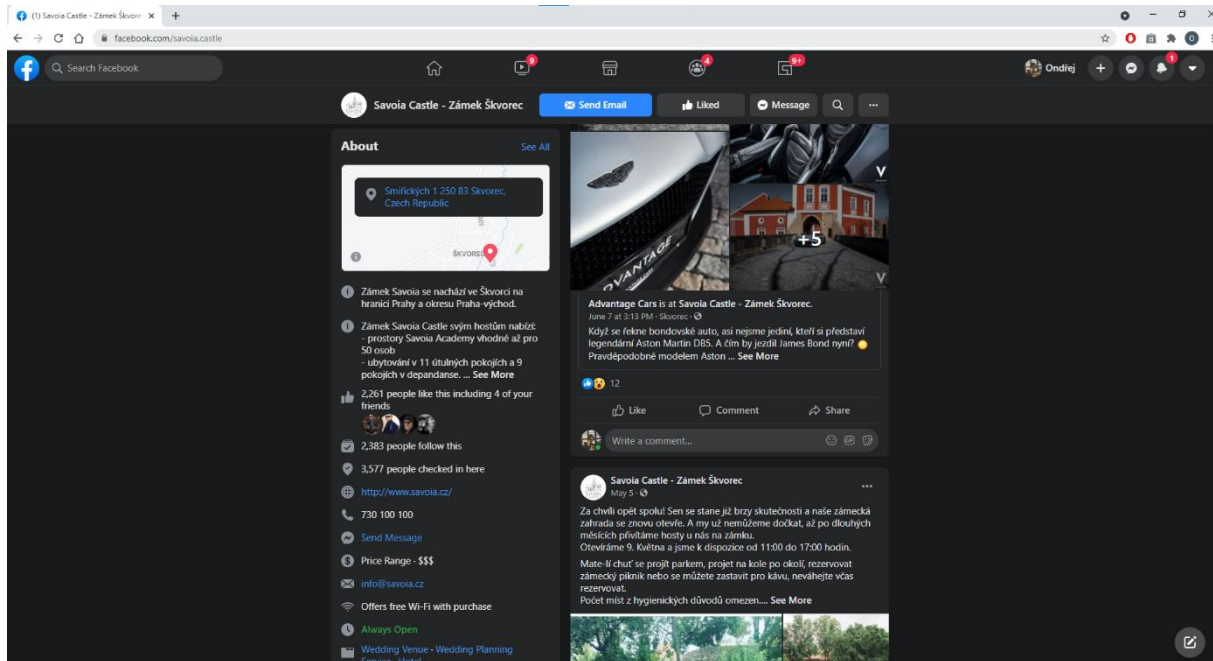 (1) Savoia Castle - Zámek Škvore
facebook.com/savoia.castle
Search Facebook
9
4
9+
Ondřej
1
Savoia Castle - Zámek Škvorec
Send Email
Liked
Message
About
See All
Smiřických 1 250 83 Skvorec,
Czech Republic
ŠKVOREC
Zámek Savoia se nachází ve Škvorci na
hranici Prahy a okresu Praha-východ.
Zámek Savoia Castle svým hostům nabízí:
- prostory Savoia Academy vhodné až pro
50 osob
- ubytování v 11 útulných pokojích a 9
pokojích v depandanse. ... See More
2,261 people like this including 4 of your
friends
2,383 people follow this
3,577 people checked in here
http://www.savoia.cz/
730 100 100
Send Message
Price Range · $$$
info@savoia.cz
Offers free Wi-Fi with purchase
Always Open
Wedding Venue · Wedding Planning
Service · Hotel
V
+5
V
DVANTAGE
Advantage Cars is at Savoia Castle - Zámek Škvorec.
June 7 at 3:13 PM · Skvorec ·
Když se řekne bondovské auto, asi nejsme jediní, kteří si představí
legendární Aston Martin DB5. A čím by jezdil James Bond nyní?
Pravděpodobně modelem Aston ... See More
12
Like
Comment
Share
Write a comment...
GIF
Savoia Castle - Zámek Škvorec
May 5 ·
Za chvíli opět spolu! Sen se stane již brzy skutečností a naše zámecká
zahrada se znovu otevře. A my už nemůžeme dočkat, až po dlouhých
měsících přivítáme hosty u nás na zámku.
Otevíráme 9. Května a jsme k dispozice od 11:00 do 17:00 hodin.
Mate-lí chuť se projít parkem, projet na kole po okolí, rezervovat
zámecký piknik nebo se můžete zastavit pro kávu, neváhejte včas
rezervovat.
Počet míst z hygienických důvodů omezen.... See More